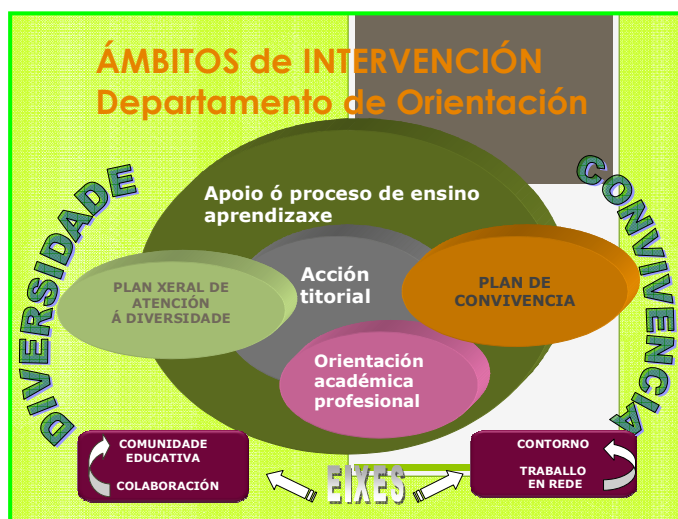 ÁMBITOS de INTERVENCIÓN
Departamento de Orientación
DIVERSIDADE
CONVIVENCIA
Apoio ó proceso de ensino
aprendizaxe
PLAN XERAL DE
ATENCIÓN
Á DIVERSIDADE
Acción
titorial
PLAN DE
CONVIVENCIA
Orientación
académica
profesional
COMUNIDADE
EDUCATIVA
COLABORACIÓN
EIXES
CONTORNO
TRABALLO
EN REDE